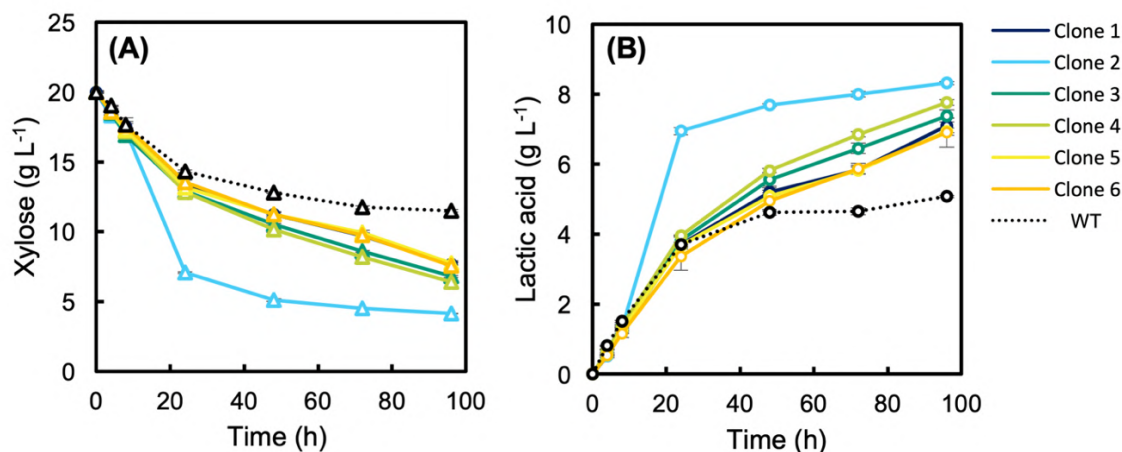 (A)
Xylose (g L⁻¹)
25
20
15
10
5
0
0 20 40 60 80 100
Time (h)
(B)
Lactic acid (g L⁻¹)
10
8
6
4
2
0
0 20 40 60 80 100
Time (h)
Clone 1
Clone 2
Clone 3
Clone 4
Clone 5
Clone 6
WT